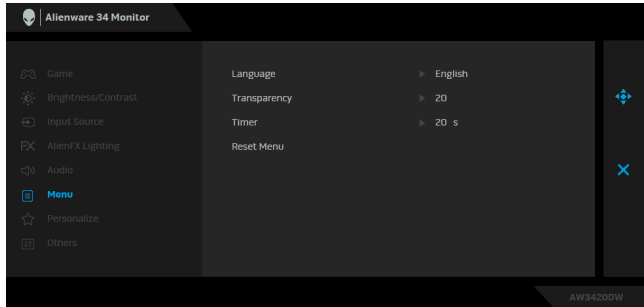 Alienware 34 Monitor
Game
Brightness/Contrast
Input Source
AlienFX Lighting
Audio
Menu
Personalize
Others
Language English
Transparency 20
Timer 20 s
Reset Menu
AW3420DW